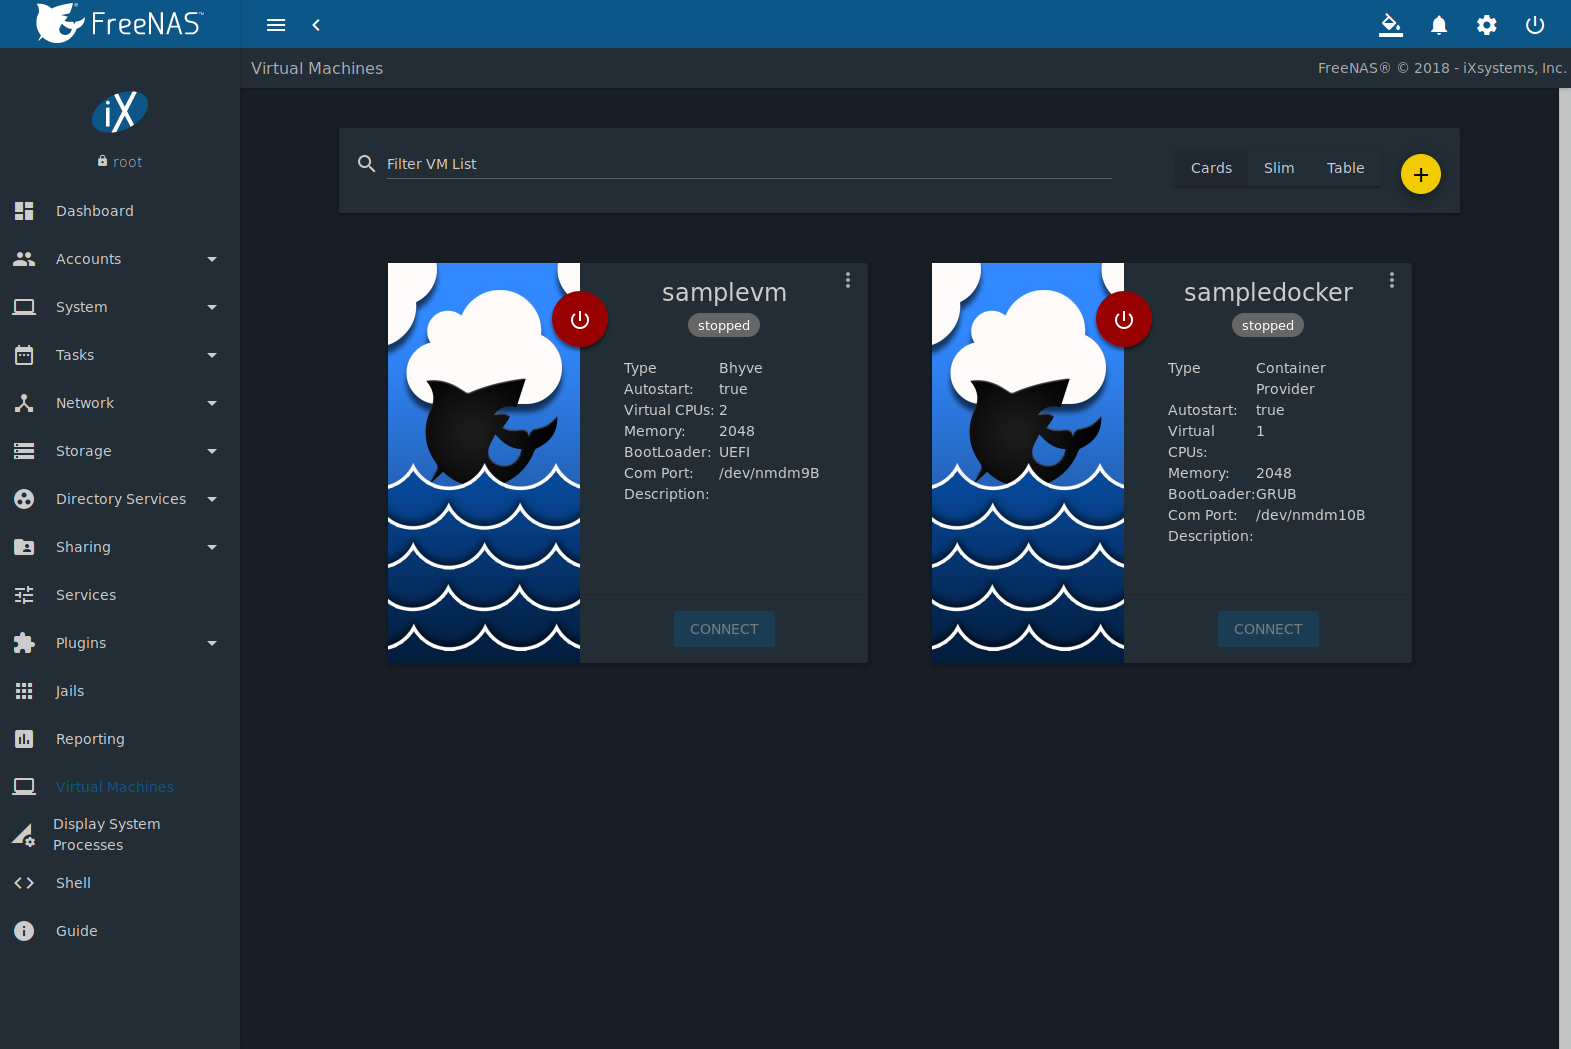 FreeNAS™
Virtual Machines
FreeNAS® © 2018 - iXsystems, Inc.
iX
root
Dashboard
Accounts
System
Tasks
Network
Storage
Directory Services
Sharing
Services
Plugins
Jails
Reporting
Virtual Machines
Display System
Processes
Shell
Guide
Filter VM List
Cards Slim Table
samplevm
stopped
Type Bhyve
Autostart: true
Virtual CPUs: 2
Memory: 2048
BootLoader: UEFI
Com Port: /dev/nmdm9B
Description:
CONNECT
sampledocker
stopped
Type Container
Provider
Autostart: true
Virtual 1
CPUs:
Memory: 2048
BootLoader:GRUB
Com Port: /dev/nmdm10B
Description:
CONNECT